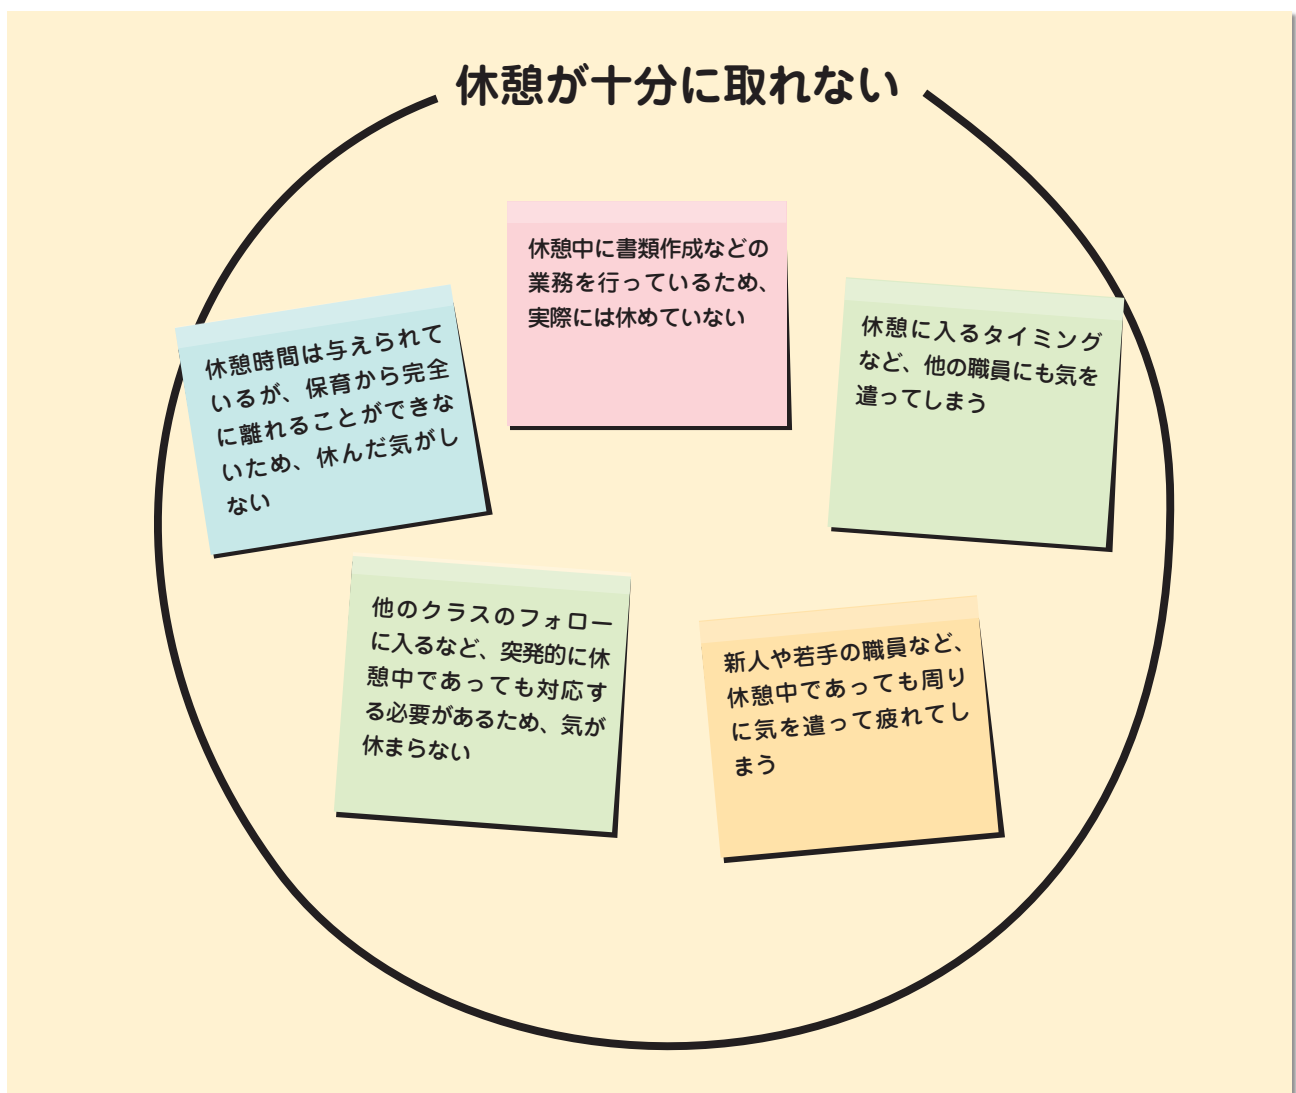 休憩が十分に取れない
休憩中に書類作成などの
業務を行っているため、
実際には休めていない
休憩時間は与えられて
いるが、保育から完全
に離れることができな
いため、休んだ気がし
ない
休憩に入るタイミング
など、他の職員にも気を
遣ってしまう
他のクラスのフォロー
に入るなど、突発的に休
憩中であっても対応す
る必要があるため、気が
休まらない
新人や若手の職員など、
休憩中であっても周り
に気を遣って疲れてし
まう